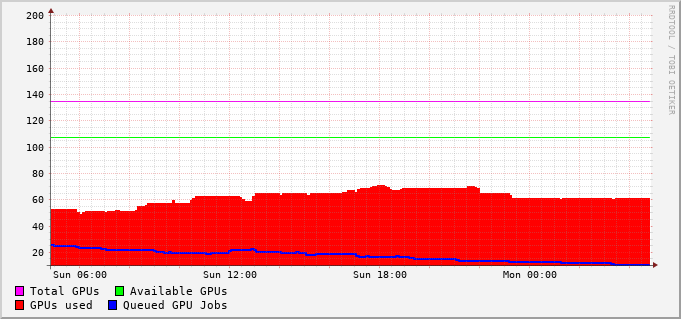 200
180
160
140
120
100
80
60
40
20
Sun 06:00 Sun 12:00 Sun 18:00 Mon 00:00
Total GPUs Available GPUs
GPUs used Queued GPU Jobs
RRDTOOL / TOBI OETIKER